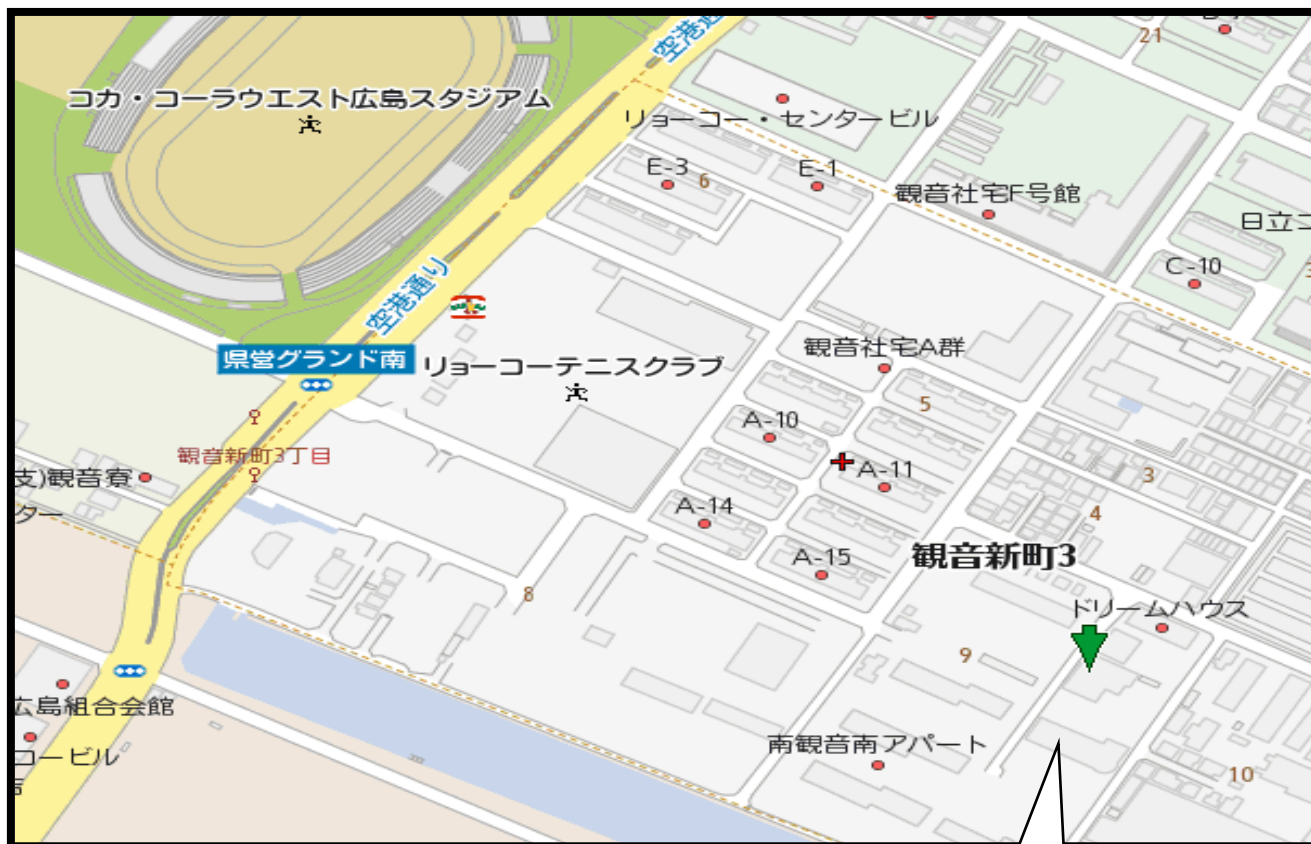 空港通り
21
コカ・コーラウエスト広島スタジアム
リョーコー・センタービル
E-3
6
E-1
観音社宅F号館
日立コ
C-10
空港通り
県営グランド南
リョーコーテニスクラブ
観音社宅A群
5
A-10
観音新町3丁目
支)観音寮
ター
A-11
3
A-14
4
A-15
観音新町3
8
ドリームハウス
9
広島組合会館
コービル
南観音南アパート
10